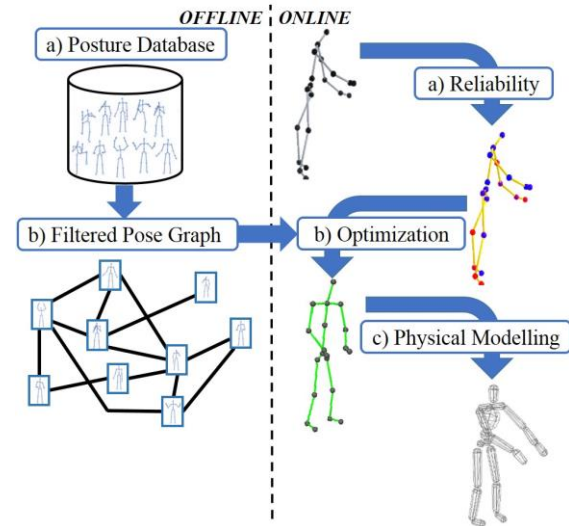 OFFLINE
ONLINE
a) Posture Database
a) Reliability
b) Filtered Pose Graph
b) Optimization
c) Physical Modelling